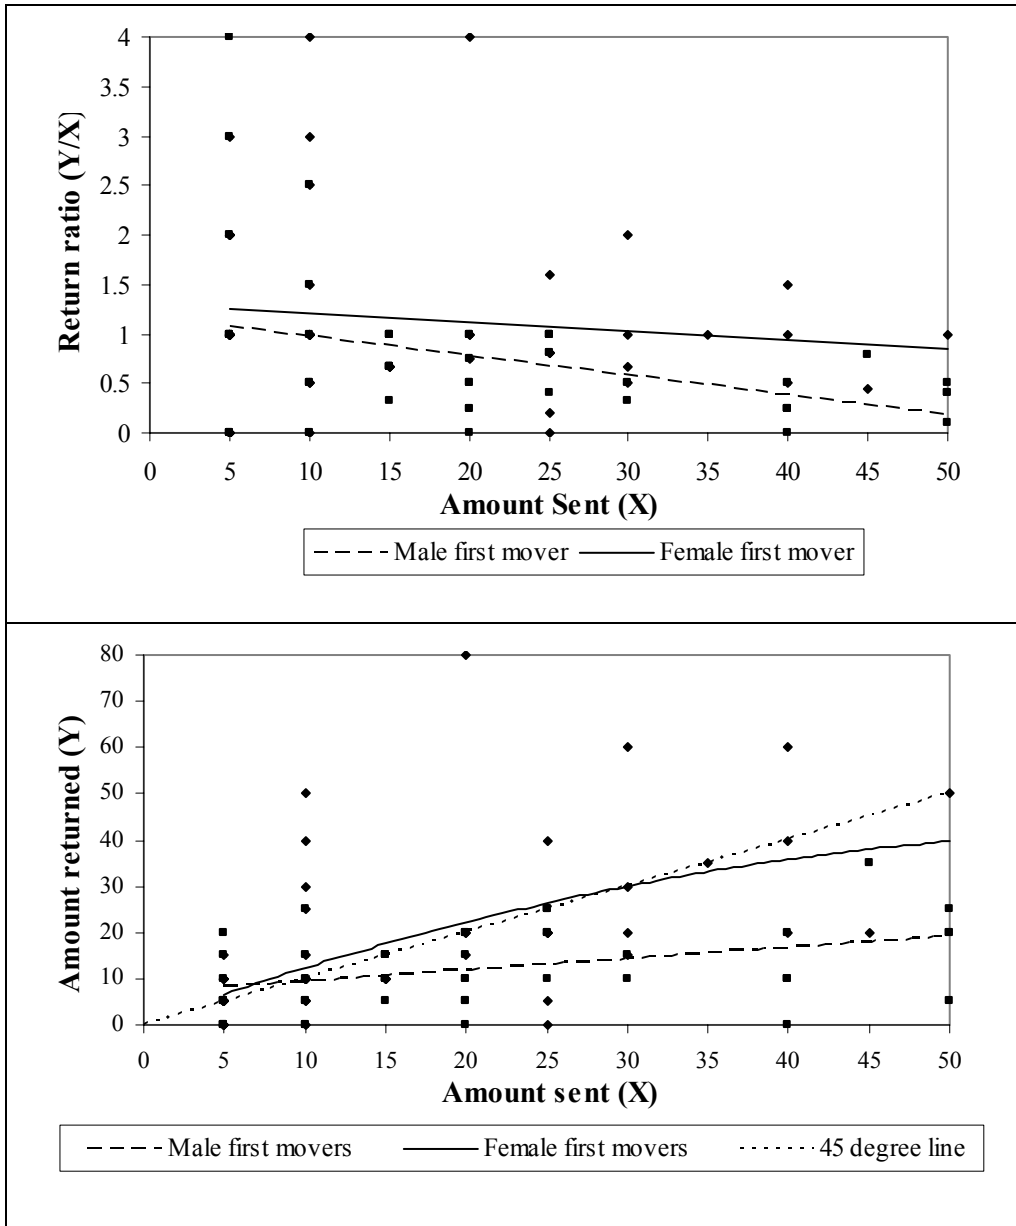 4
3.5
3
2.5
2
1.5
1
0.5
0
Return ratio (Y/X)
0 5 10 15 20 25 30 35 40 45 50
Amount Sent (X)
Male first mover Female first mover
80
70
60
50
40
30
20
10
0
Amount returned (Y)
0 5 10 15 20 25 30 35 40 45 50
Amount sent (X)
Male first movers Female first movers 45 degree line